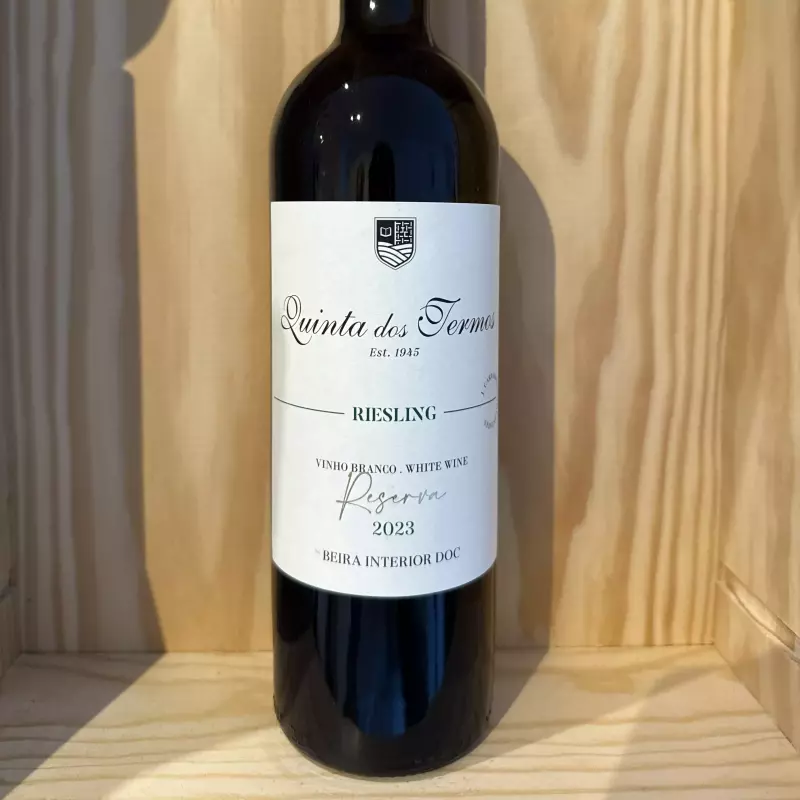 Quinta dos Termos
Est. 1945
RIESLING
VINHO BRANCO . WHITE WINE
Reserva
2023
BEIRA INTERIOR DOC